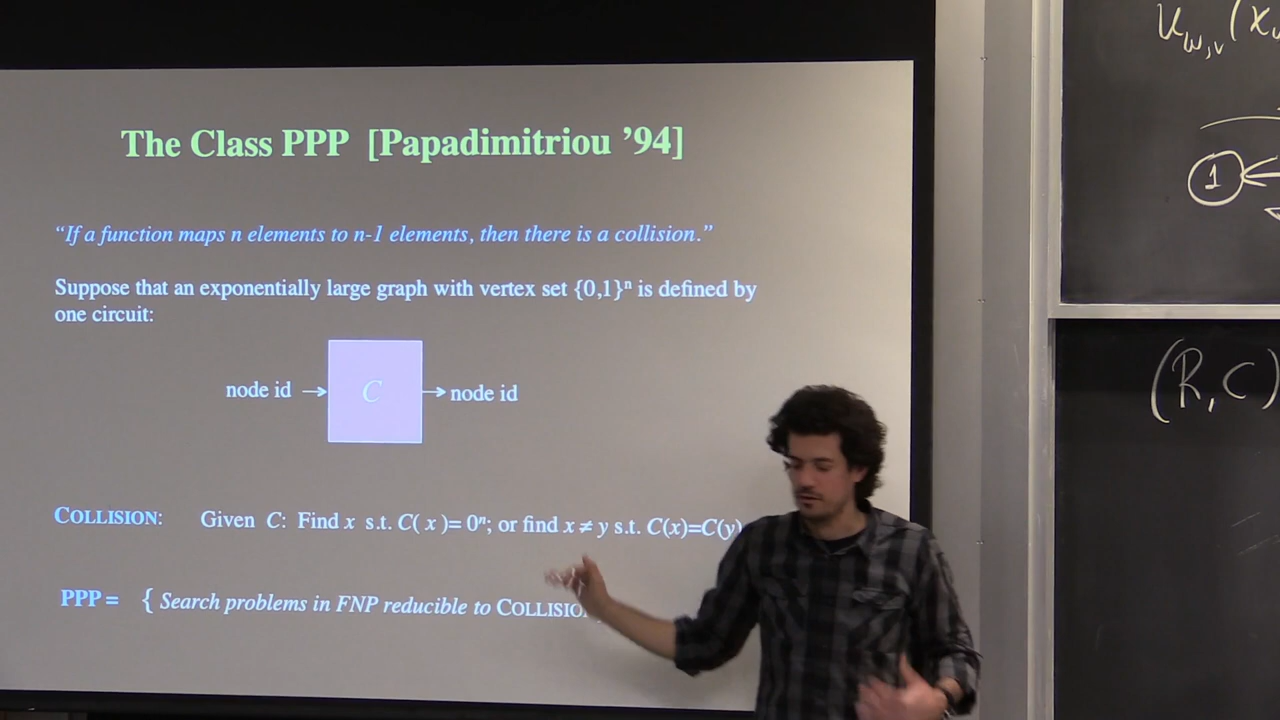 The Class PPP [Papadimitriou ’94]
“If a function maps n elements to n-1 elements, then there is a collision.”
Suppose that an exponentially large graph with vertex set {0,1}ⁿ is defined by
one circuit:
node id → C → node id
COLLISION: Given C: Find x s.t. C( x )= 0ⁿ; or find x ≠ y s.t. C(x)=C(y)
PPP = { Search problems in FNP reducible to
1
(R, C)